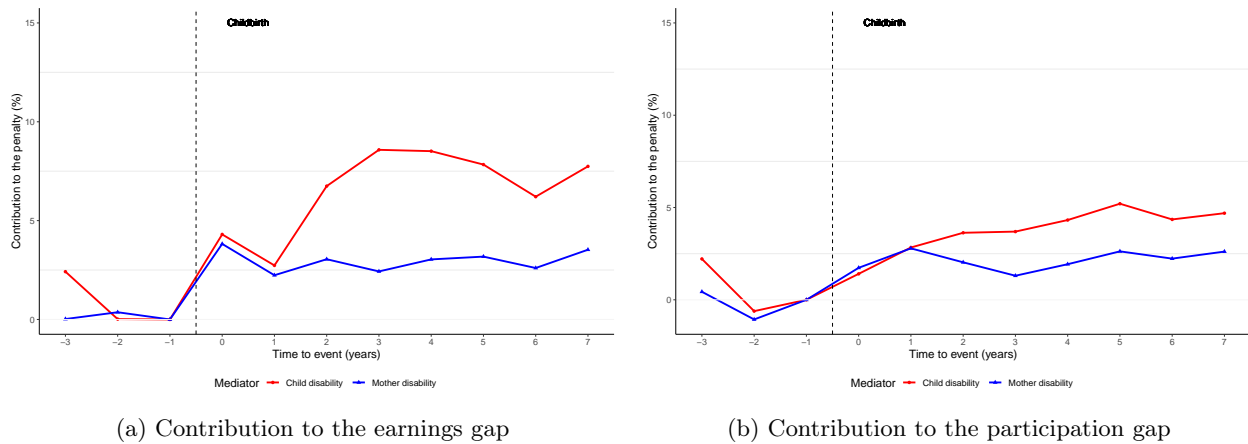 Childbirth
15
10
5
0
Contribution to the penalty (%)
−3 −2 −1 0 1 2 3 4 5 6 7
Time to event (years)
Mediator Child disability Mother disability
(a) Contribution to the earnings gap
Childbirth
15
10
5
0
Contribution to the penalty (%)
−3 −2 −1 0 1 2 3 4 5 6 7
Time to event (years)
Mediator Child disability Mother disability
(b) Contribution to the participation gap